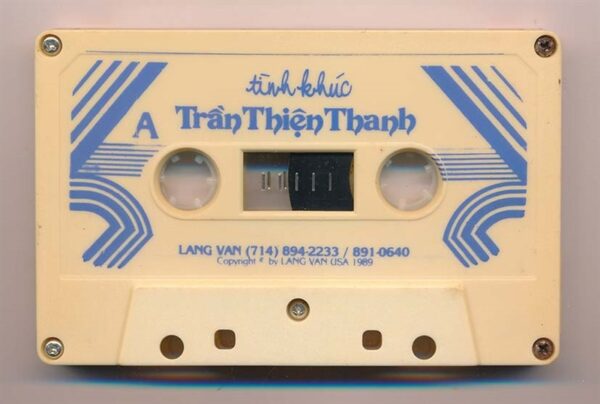 tình khúc
A
Trần Thiện Thanh
LANG VAN (714) 894-2233 / 891-0640
Copyright © by LANG VAN USA 1989